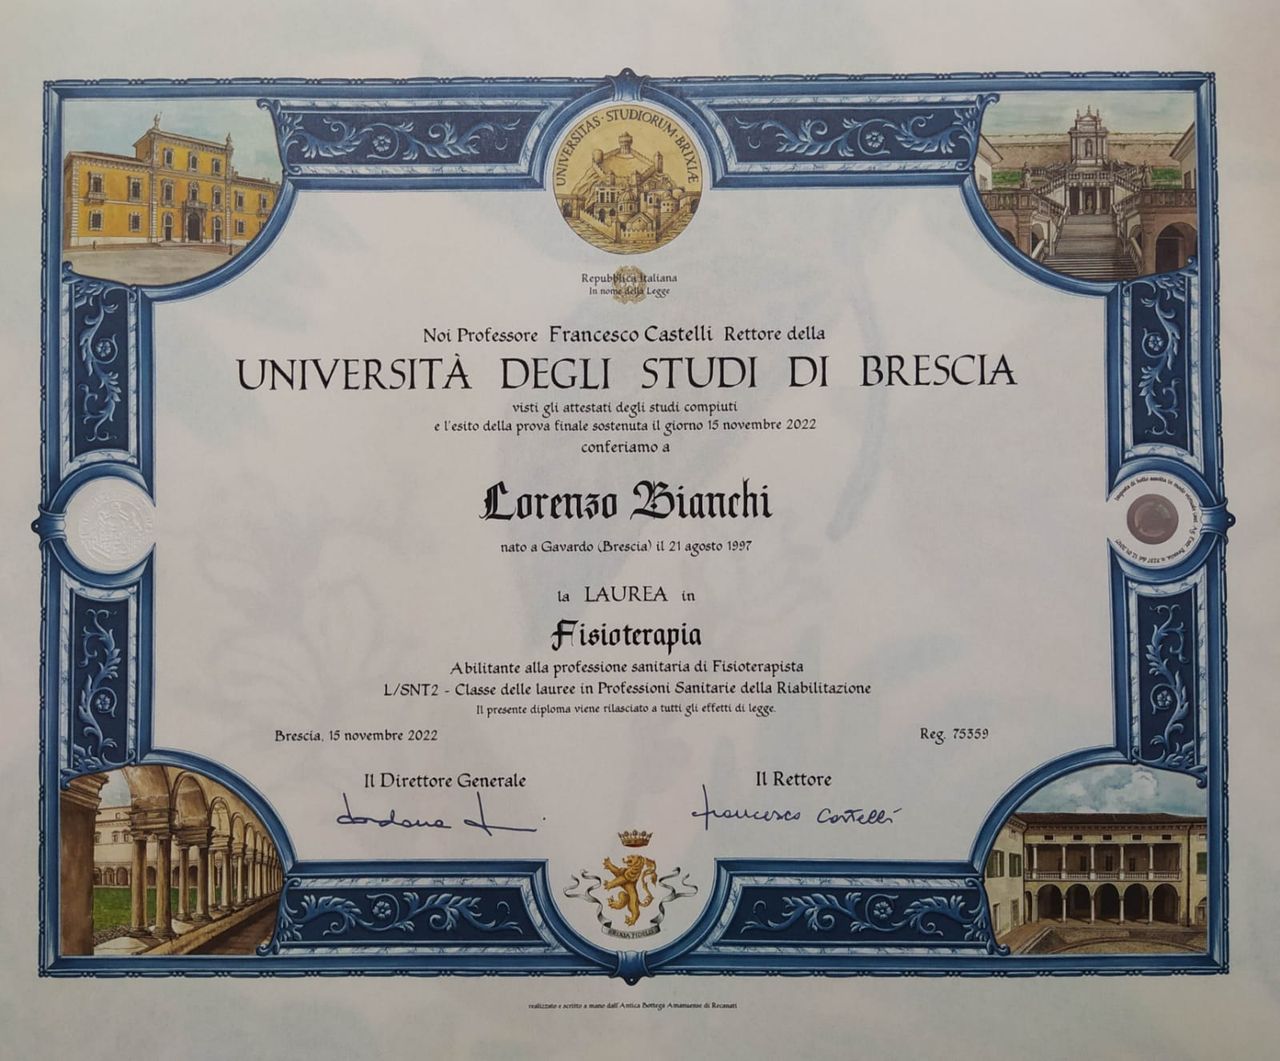 UNIVERSITAS · STUDIORUM · BRIXIÆ
Repubblica Italiana
In nome della Legge
Noi Professore Francesco Castelli Rettore della
UNIVERSITÀ DEGLI STUDI DI BRESCIA
visti gli attestati degli studi compiuti
e l'esito della prova finale sostenuta il giorno 15 novembre 2022
conferiamo a
Lorenzo Bianchi
nato a Gavardo (Brescia) il 21 agosto 1997
la LAUREA in
Fisioterapia
Abilitante alla professione sanitaria di Fisioterapista
L/SNT2 - Classe delle lauree in Professioni Sanitarie della Riabilitazione
Il presente diploma viene rilasciato a tutti gli effetti di legge.
Brescia, 15 novembre 2022 Reg. 75359
Il Direttore Generale Il Rettore
Francesco Castelli
BRIXIA FIDELIS
realizzato e scritto a mano dall'Antica Bottega Amanuense di Recanati